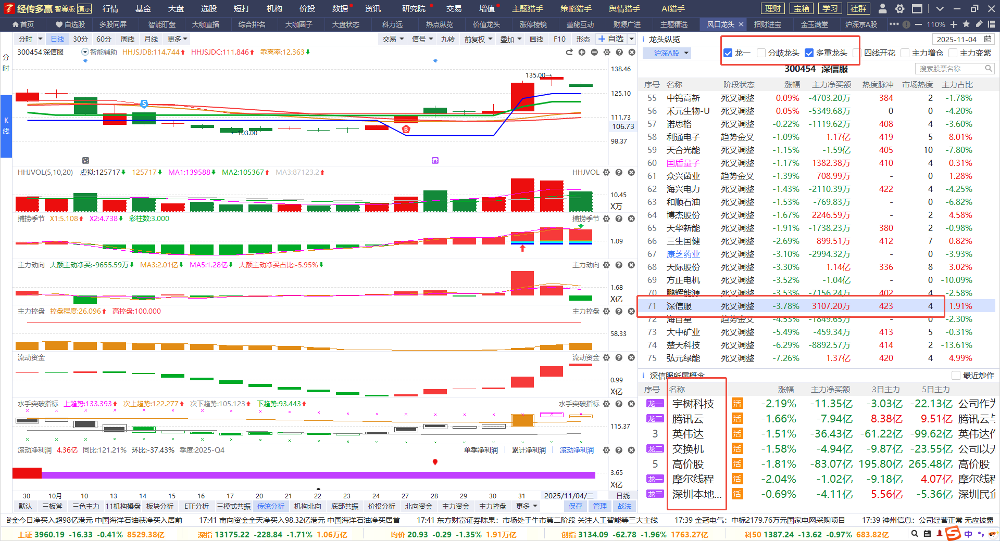 经传多赢 智尊版 演示 行情 基金 大盘 选股 短打 机构 价投 数据 资讯 研究院 交易 增值 主题猎手 策略猎手 舆情猎手 AI猎手 理财 宝箱 学习 社群
首页 自选股 多股同屏 智能盯盘 大咖直播 综合排名 大咖圈子 大盘状态 科力远 热点纵览 价值龙头 涨停棱镜 董秘互动 财源广进 主题精选 风口龙头 招财进宝 金玉满堂 沪深京A股 110%
分时 日线 30分 60分 周线 月线 更多 交易 信号 九转 前复权 叠加 画线 F10 形态 自选
分时
K线
300454 深信服 智能辅助 HHJSJDB:114.744 HHJSJDC:111.846 乖离率:12.363
138.46
135.00
125.10
111.73
106.73
103.00
98.37
S
B
HHJVOL(5,10,20) 虚拟:125717 125717 MA1:139588 MA2:105367 MA3:87123.2 HHJVOL
10.45
X万
捕捞季节 X1:5.108 X2:4.738 彩柱数:3.000 捕捞季节
1.09
主力动向 大额主动净买:-9655.59万 MA3:2.01亿 MA5:1.28亿 大额主动净买占比:-5.95% 主力动向
1.68
X亿
主力控盘 控盘程度:26.096 高控盘:100.000 主力控盘
58.33
流动资金 流动资金
0.99
X亿
水手突破指标 上趋势:133.393 次上趋势:122.277 次下趋势:105.123 下趋势:93.443 水手突破指标
115.37
滚动净利润 4.36亿 同比:121.21% 环比:-37.43% 季度:2025-Q4 单季净利润 累计净利润 滚动净利润
3.65
X亿
30 10月 10 13 14 15 16 17 20 21 22 23 24 27 28 29 30 31 2025/11/04/二 日线
默认 三板斧 三色主力 11机构操盘 板块分析 ETF分析 三模式共振 传统分析 机构北向 底部共振 价投分析 北向资金 主力资金 主力控盘 更多 保存 管理 战法
龙头纵览 2025-11-04
沪深A股 龙一 分歧龙头 多重龙头 四线开花 主力增仓 主力变紫
300454 深信服 搜索股票名称
序号 名称 阶段状态 涨幅 主力净买额 热度脉冲 市场热度 主力占比
55 中钨高新 死叉调整 0.09% -4703.20万 384 2 -1.78%
56 禾元生物-U 死叉调整 0.05% -5349.68万 0 0 -4.20%
57 诺思格 死叉调整 -0.22% -1119.62万 408 4 -3.60%
58 利通电子 趋势金叉 -1.09% 1.17亿 419 5 8.01%
59 天合光能 死叉调整 -1.15% -1.59亿 405 10 -7.80%
60 国盾量子 死叉调整 -1.17% 1382.38万 410 4 0.31%
61 众兴菌业 趋势金叉 -1.39% 708.99万 - 0 1.28%
62 海兴电力 死叉调整 -1.43% -2110.39万 422 4 -4.25%
63 和顺石油 死叉调整 -1.53% -769.83万 - 0 -6.82%
64 博杰股份 死叉调整 -1.67% 2246.59万 - 2 4.58%
65 天华新能 死叉调整 -1.91% -1738.23万 380 2 -0.98%
66 三生国健 死叉调整 -2.69% 899.51万 412 7 0.82%
67 康芝药业 死叉调整 -3.10% -2994.32万 - 0 -3.93%
68 天际股份 死叉调整 -3.30% 1.14亿 336 8 3.02%
69 方正电机 死叉调整 -3.52% -1.04亿 - 0 -10.09%
70 鹏辉能源 死叉调整 -3.53% -7156.24万 402 4 -2.58%
71 深信服 死叉调整 -3.78% 3107.20万 423 4 1.91%
72 海目星 趋势金叉 -4.53% -1849.65万 - 0 -2.30%
73 大中矿业 死叉调整 -5.49% -459.34万 413 5 -0.31%
74 楚天科技 死叉调整 -6.29% -8892.57万 414 2 -13.61%
75 弘元绿能 死叉调整 -7.26% 1.37亿 420 4 4.99%
深信服所属概念 最近炒作
序号 名称 涨幅 主力净买额 3日主力 5日主力
龙一 宇树科技 活 -2.19% -11.35亿 -3.03亿 -22.13亿 公司作为
龙二 腾讯云 活 -1.66% -7.94亿 8.38亿 9.51亿 腾讯云与
3 英伟达 活 -1.51% -36.43亿 -61.22亿 -99.62亿 英伟达作
龙二 交换机 活 -1.58% -4.94亿 -9.87亿 -23.55亿 公司以无
5 高价股 活 -1.81% -83.07亿 195.80亿 265.48亿 高价股
龙一 摩尔线程 活 -2.04% -1.02亿 -9.18亿 4.07亿 摩尔线程
龙三 深圳本地... 活 -0.69% -4.11亿 5.56亿 -5.36亿 深圳民企
资金今日净买入超98亿港元 中国海洋石油获净买入居前 17:41 南向资金全天净买入98.32亿港元 中国海洋石油净买居首 17:41 东方财富证券陈果：市场处于牛市第二阶段 关注人工智能等三大主线 17:39 金冠电气：中标2179.76万元国家电网采购项目 17:39 神州信息：公司经营正常 无应披露
上证 3960.19 -16.33 -0.41% 8529.38亿 深指 13175.22 -228.84 -1.71% 1.06万亿 均价 20.93 -0.29 -1.35% 1.91万亿 创指 3134.09 -62.78 -1.96% 1763.27亿 科50 1387.24 -13.62 -0.97% 683.82亿 中